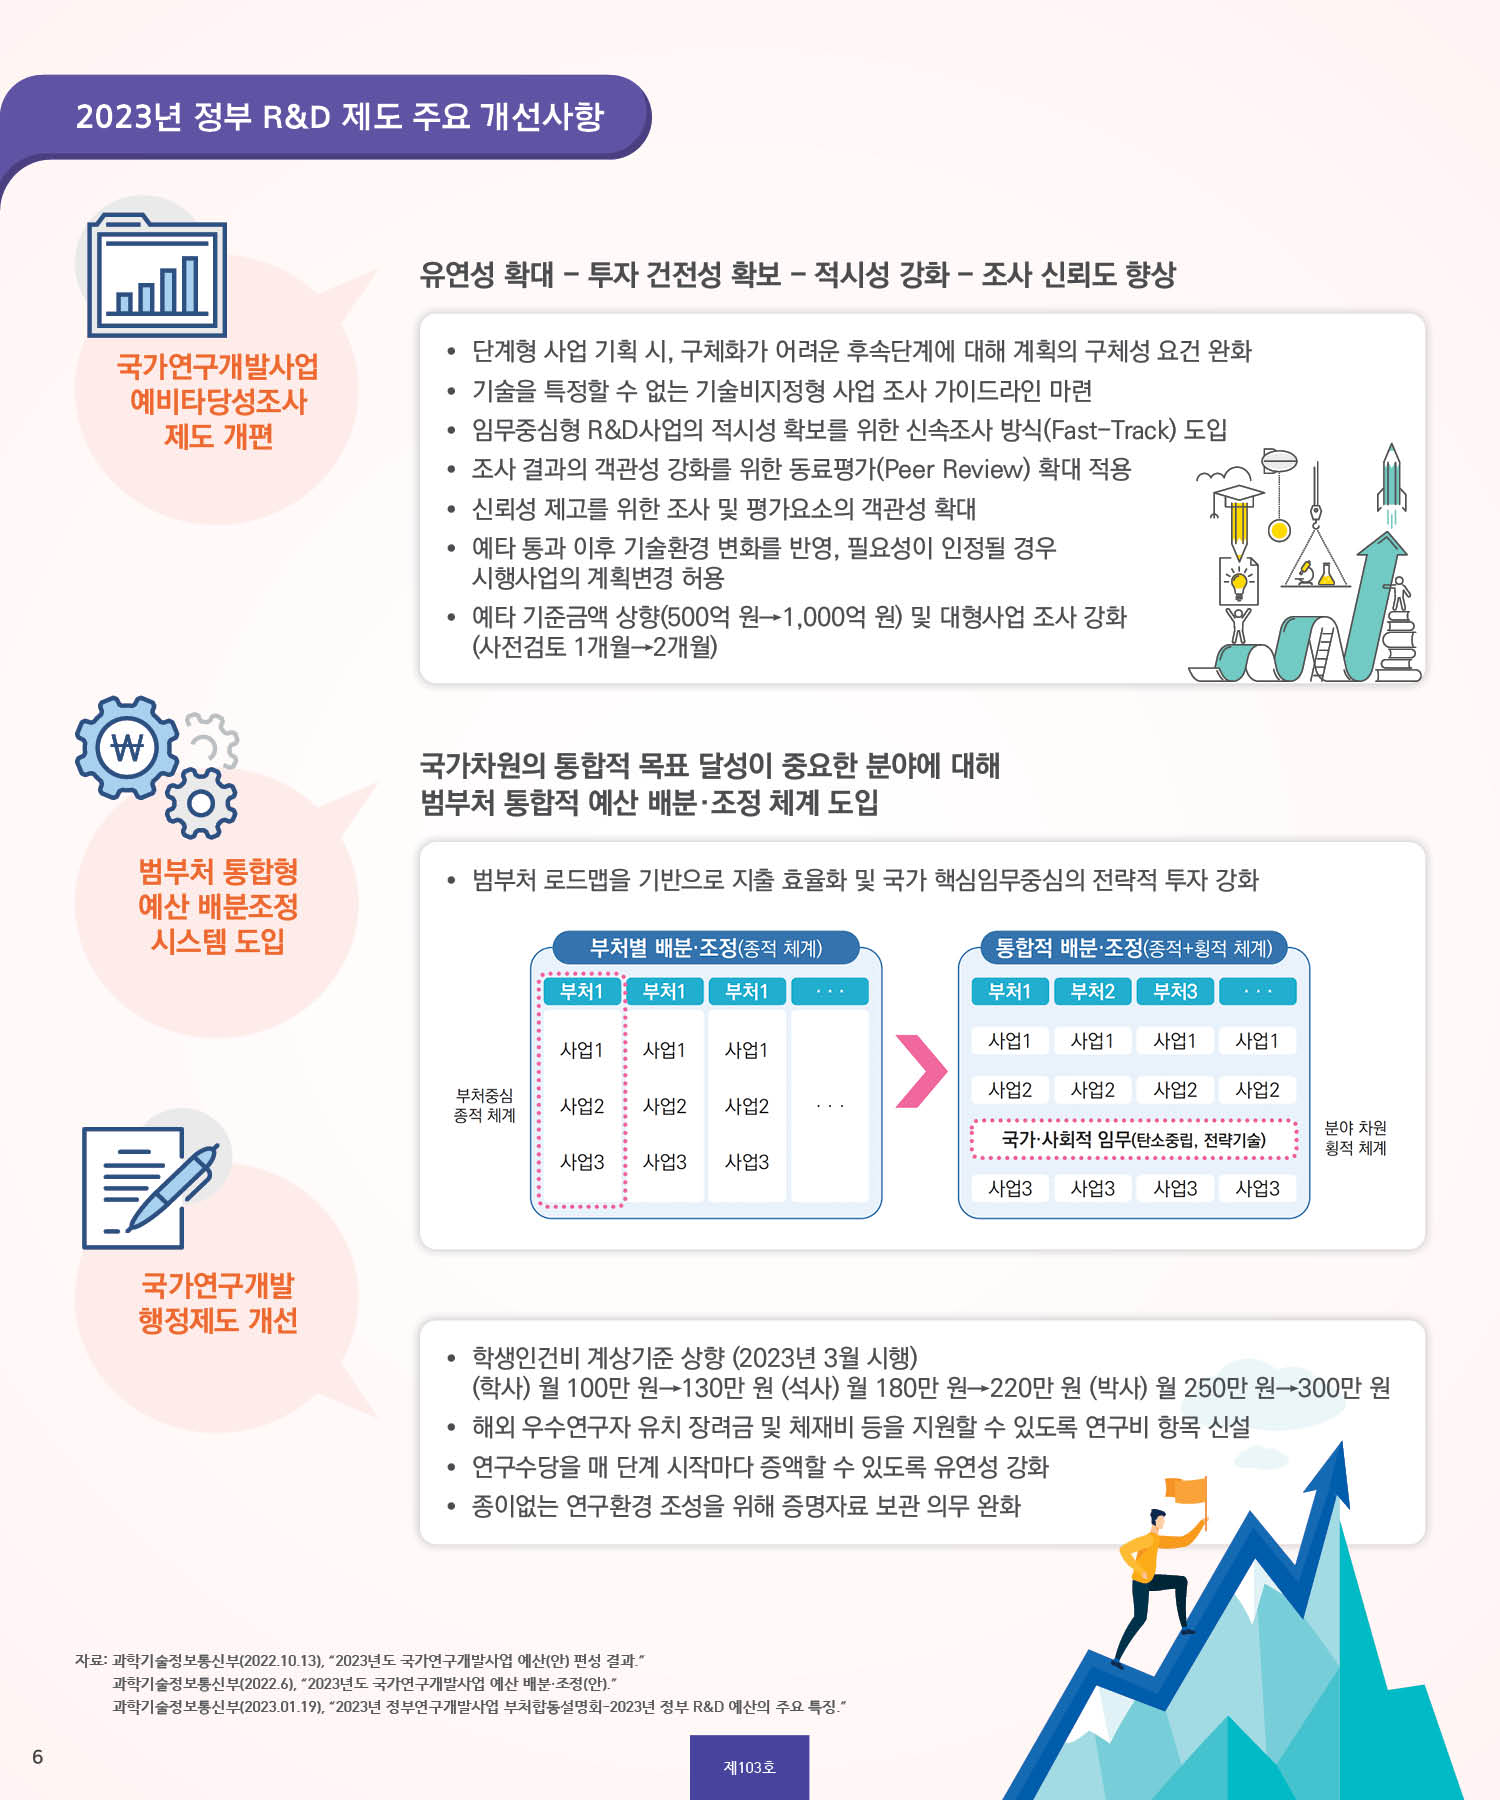 2023년 정부 R&D 제도 주요 개선사항
국가연구개발사업
예비타당성조사
제도 개편
유연성 확대 – 투자 건전성 확보 – 적시성 강화 – 조사 신뢰도 향상
• 단계형 사업 기획 시, 구체화가 어려운 후속단계에 대해 계획의 구체성 요건 완화
• 기술을 특정할 수 없는 기술비지정형 사업 조사 가이드라인 마련
• 임무중심형 R&D사업의 적시성 확보를 위한 신속조사 방식(Fast-Track) 도입
• 조사 결과의 객관성 강화를 위한 동료평가(Peer Review) 확대 적용
• 신뢰성 제고를 위한 조사 및 평가요소의 객관성 확대
• 예타 통과 이후 기술환경 변화를 반영, 필요성이 인정될 경우
시행사업의 계획변경 허용
• 예타 기준금액 상향(500억 원→1,000억 원) 및 대형사업 조사 강화
(사전검토 1개월→2개월)
₩
범부처 통합형
예산 배분조정
시스템 도입
국가차원의 통합적 목표 달성이 중요한 분야에 대해
범부처 통합적 예산 배분·조정 체계 도입
• 범부처 로드맵을 기반으로 지출 효율화 및 국가 핵심임무중심의 전략적 투자 강화
부처별 배분·조정(종적 체계)
부처1 부처1 부처1 ···
사업1 사업1 사업1
사업2 사업2 사업2 ···
사업3 사업3 사업3
부처중심
종적 체계
통합적 배분·조정(종적+횡적 체계)
부처1 부처2 부처3 ···
사업1 사업1 사업1 사업1
사업2 사업2 사업2 사업2
국가·사회적 임무(탄소중립, 전략기술)
사업3 사업3 사업3 사업3
분야 차원
횡적 체계
국가연구개발
행정제도 개선
• 학생인건비 계상기준 상향 (2023년 3월 시행)
(학사) 월 100만 원→130만 원 (석사) 월 180만 원→220만 원 (박사) 월 250만 원→300만 원
• 해외 우수연구자 유치 장려금 및 체재비 등을 지원할 수 있도록 연구비 항목 신설
• 연구수당을 매 단계 시작마다 증액할 수 있도록 유연성 강화
• 종이없는 연구환경 조성을 위해 증명자료 보관 의무 완화
자료: 과학기술정보통신부(2022.10.13), “2023년도 국가연구개발사업 예산(안) 편성 결과.”
과학기술정보통신부(2022.6), “2023년도 국가연구개발사업 예산 배분·조정(안).”
과학기술정보통신부(2023.01.19), “2023년 정부연구개발사업 부처합동설명회-2023년 정부 R&D 예산의 주요 특징.”
6
제103호